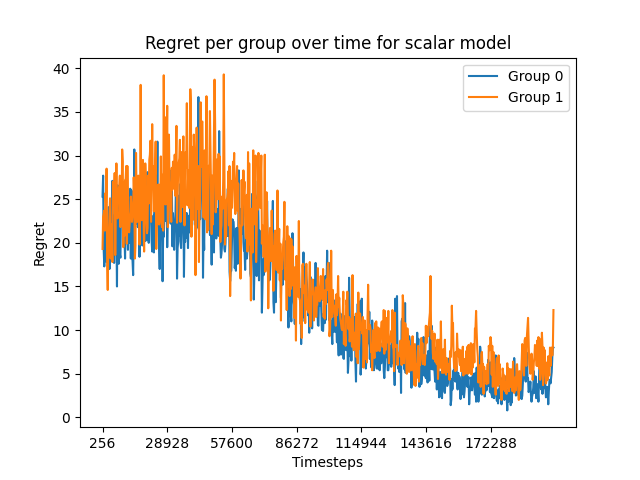 Regret per group over time for scalar model
Group 0
Group 1
Regret
40
35
30
25
20
15
10
5
0
256 28928 57600 86272 114944 143616 172288
Timesteps